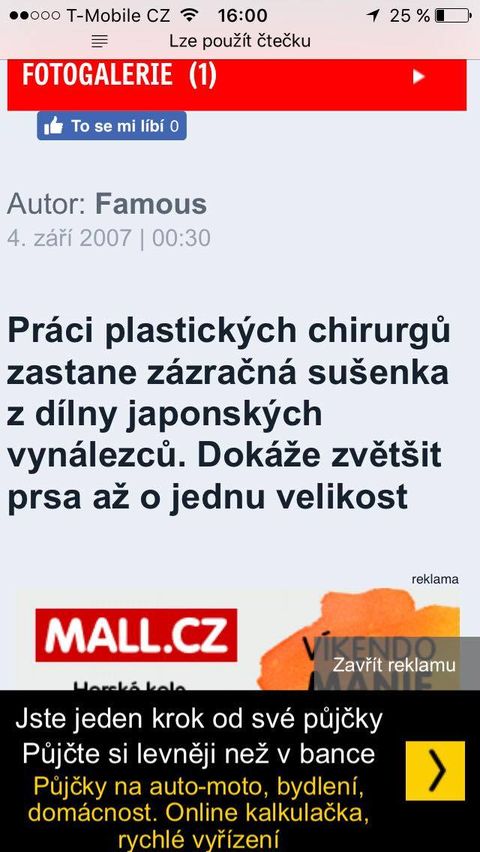 T-Mobile CZ 16:00 25 %
Lze použít čtečku
FOTOGALERIE (1)
To se mi líbí 0
Autor: Famous
4. září 2007 | 00:30
Práci plastických chirurgů
zastane zázračná sušenka
z dílny japonských
vynálezců. Dokáže zvětšit
prsa až o jednu velikost
reklama
MALL.CZ
VÍKENDO
MANIE
Zavřít reklamu
Horské kolo
Jste jeden krok od své půjčky
Půjčte si levněji než v bance
Půjčky na auto-moto, bydlení,
domácnost. Online kalkulačka,
rychlé vyřízení